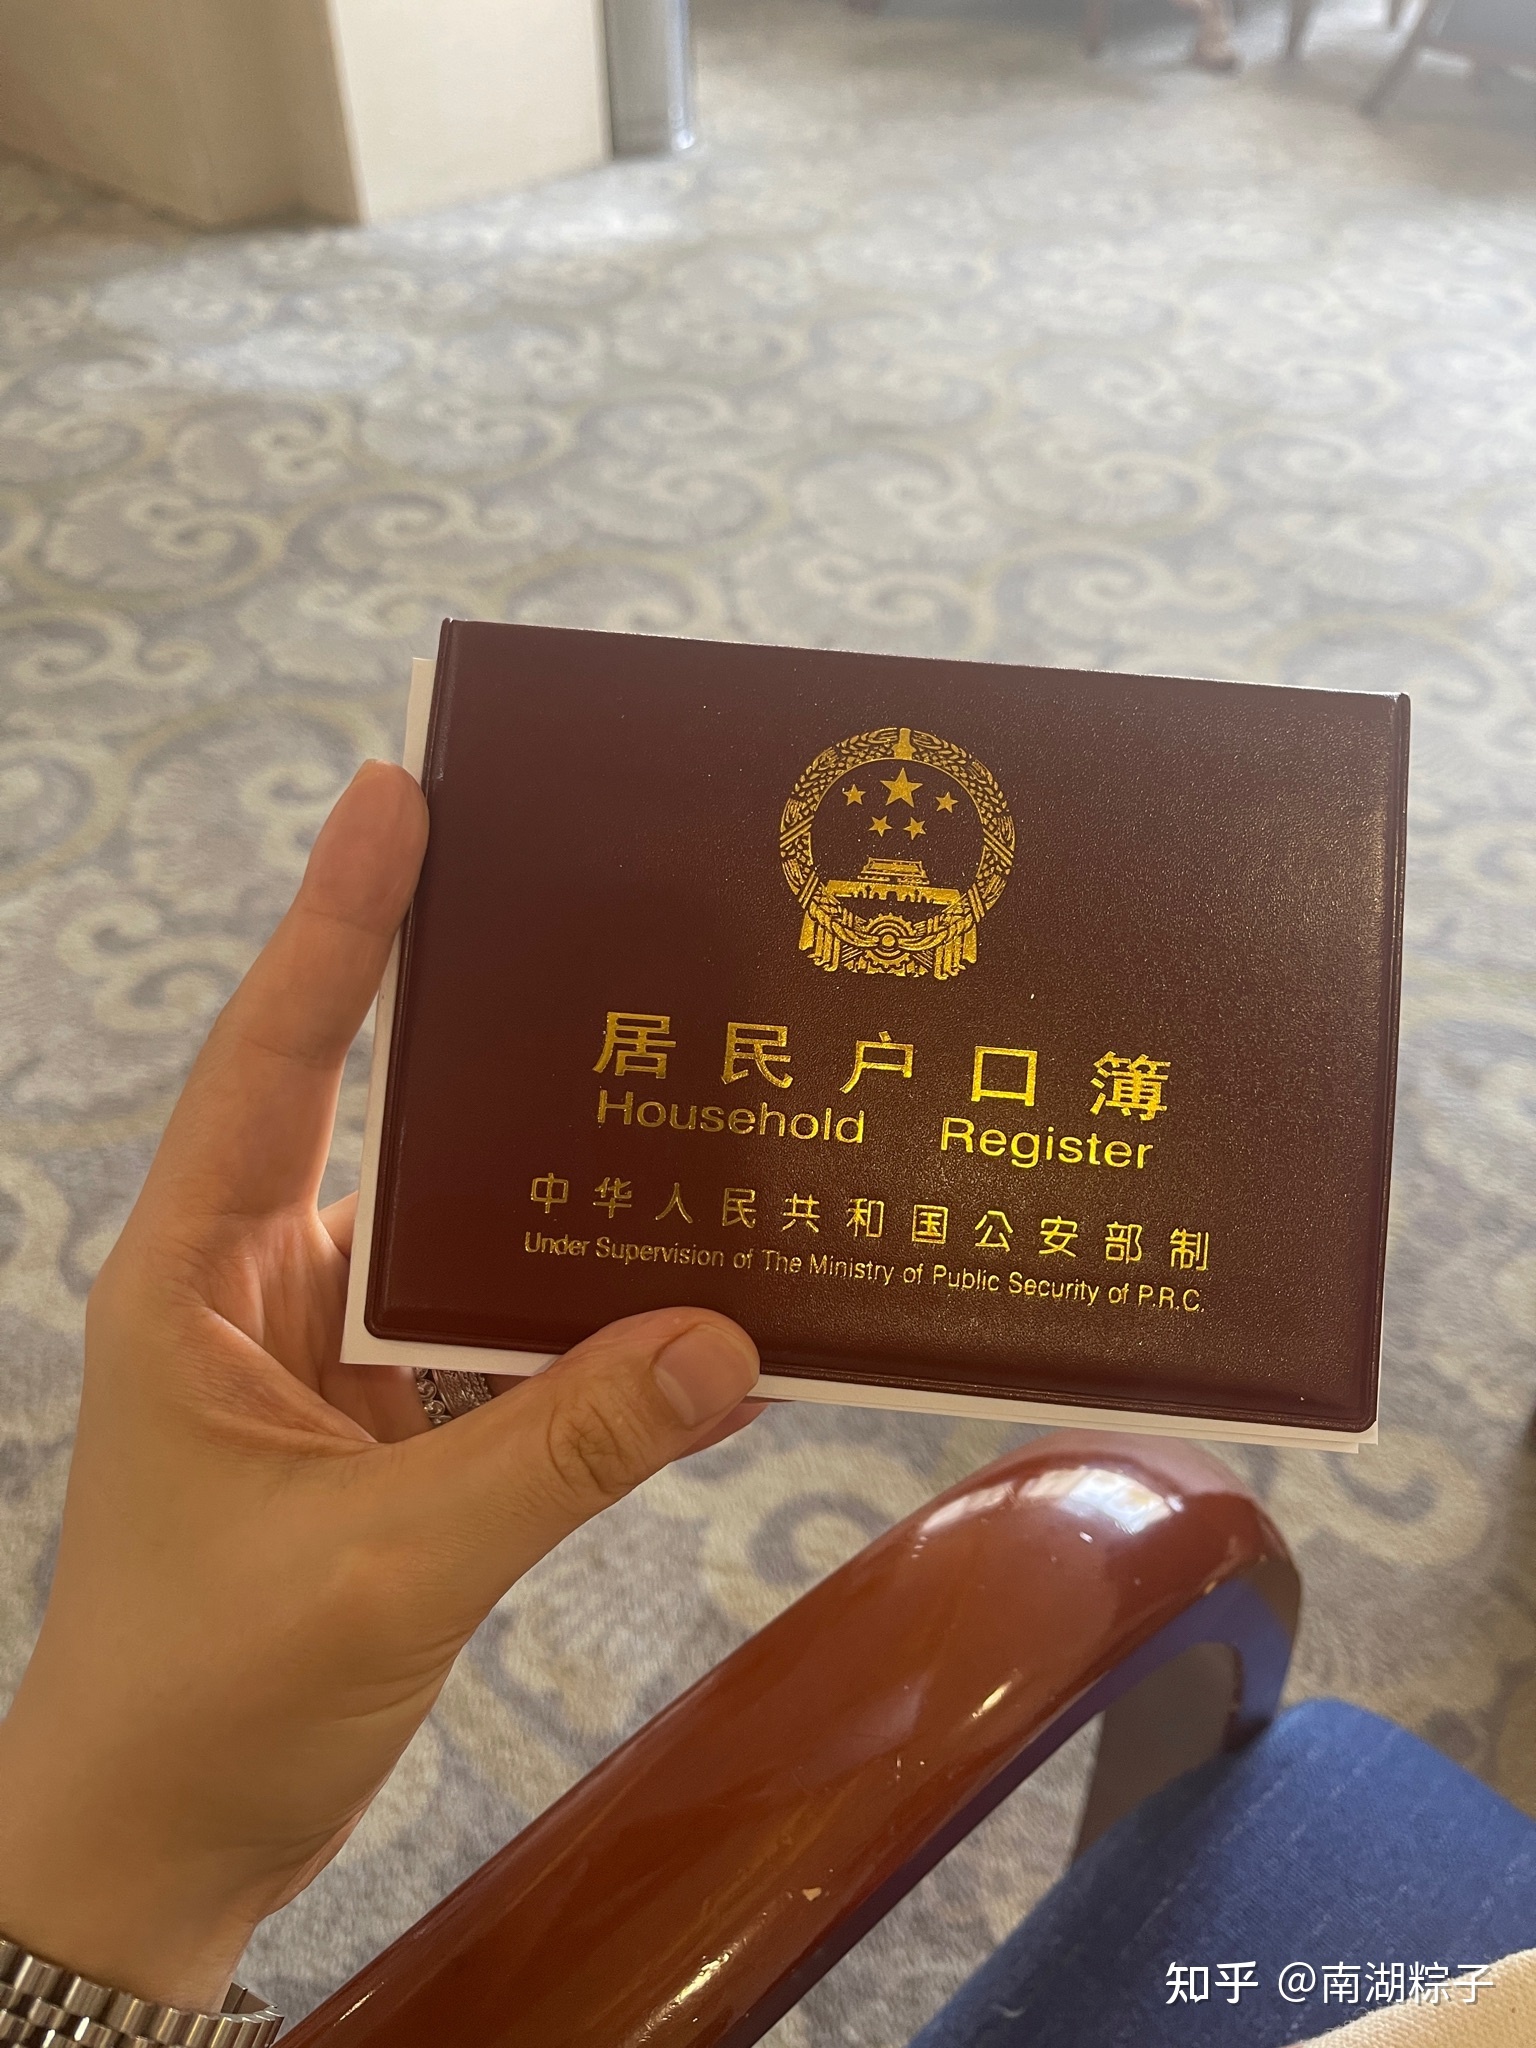 居民户口簿
Household Register
中华人民共和国公安部制
Under Supervision of The Ministry of Public Security of P.R.C.
知乎 @南湖粽子